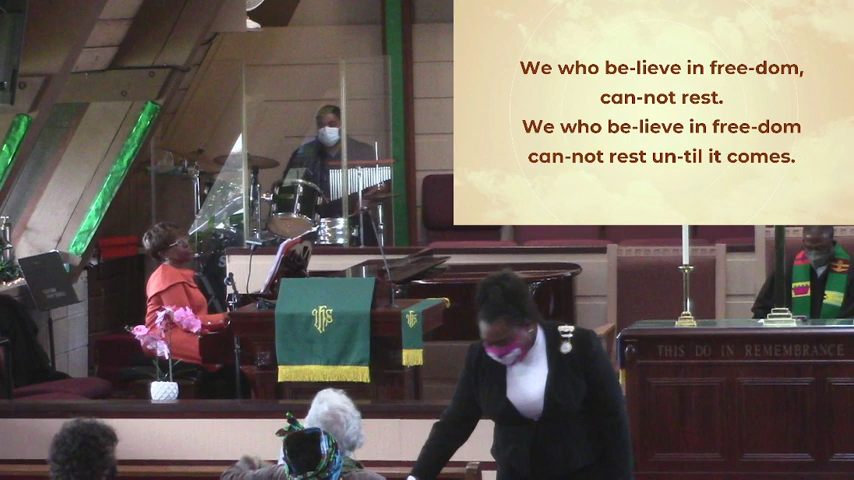 We who be-lieve in free-dom,
can-not rest.
We who be-lieve in free-dom
can-not rest un-til it comes.
IHS
IHS
THIS DO IN REMEMBRANCE